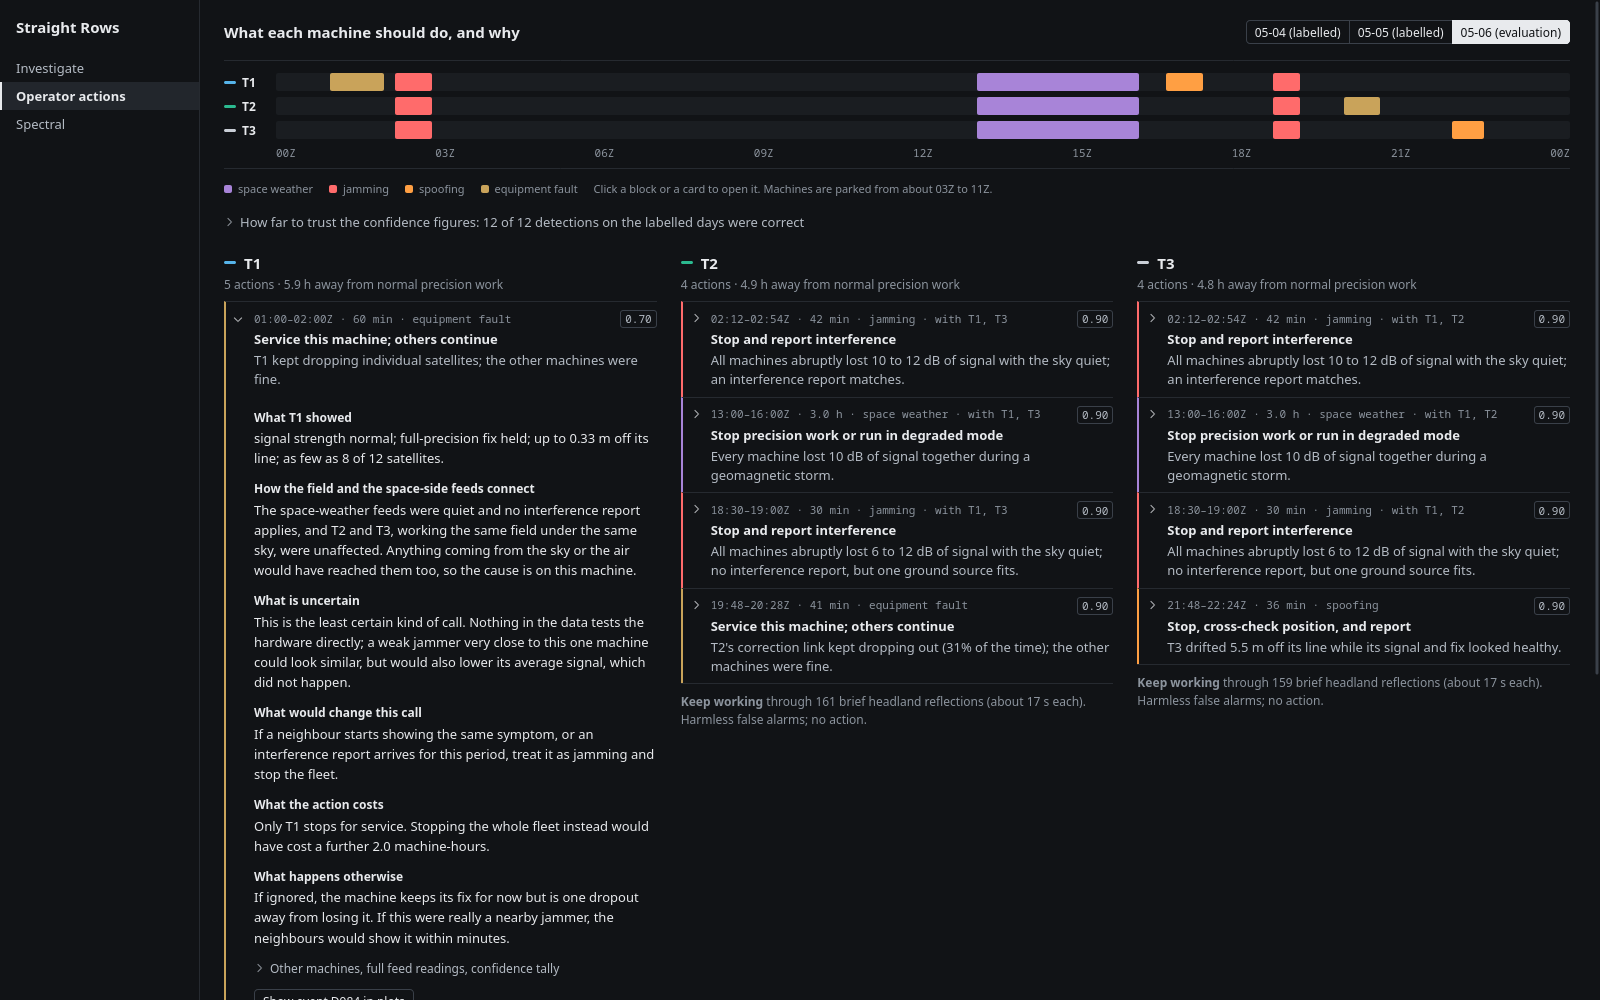 Straight Rows
Investigate
Operator actions
Spectral
What each machine should do, and why
05-04 (labelled)
05-05 (labelled)
05-06 (evaluation)
T1
T2
T3
00Z
03Z
06Z
09Z
12Z
15Z
18Z
21Z
00Z
space weather
jamming
spoofing
equipment fault
Click a block or a card to open it. Machines are parked from about 03Z to 11Z.
How far to trust the confidence figures: 12 of 12 detections on the labelled days were correct
T1
5 actions · 5.9 h away from normal precision work
01:00–02:00Z · 60 min · equipment fault
0.70
Service this machine; others continue
T1 kept dropping individual satellites; the other machines were
fine.
What T1 showed
signal strength normal; full-precision fix held; up to 0.33 m off its
line; as few as 8 of 12 satellites.
How the field and the space-side feeds connect
The space-weather feeds were quiet and no interference report
applies, and T2 and T3, working the same field under the same
sky, were unaffected. Anything coming from the sky or the air
would have reached them too, so the cause is on this machine.
What is uncertain
This is the least certain kind of call. Nothing in the data tests the
hardware directly; a weak jammer very close to this one machine
could look similar, but would also lower its average signal, which
did not happen.
What would change this call
If a neighbour starts showing the same symptom, or an
interference report arrives for this period, treat it as jamming and
stop the fleet.
What the action costs
Only T1 stops for service. Stopping the whole fleet instead would
have cost a further 2.0 machine-hours.
What happens otherwise
If ignored, the machine keeps its fix for now but is one dropout
away from losing it. If this were really a nearby jammer, the
neighbours would show it within minutes.
Other machines, full feed readings, confidence tally
Show event D084 in plots
T2
4 actions · 4.9 h away from normal precision work
02:12–02:54Z · 42 min · jamming · with T1, T3
0.90
Stop and report interference
All machines abruptly lost 10 to 12 dB of signal with the sky quiet;
an interference report matches.
13:00–16:00Z · 3.0 h · space weather · with T1, T3
0.90
Stop precision work or run in degraded mode
Every machine lost 10 dB of signal together during a
geomagnetic storm.
18:30–19:00Z · 30 min · jamming · with T1, T3
0.90
Stop and report interference
All machines abruptly lost 6 to 12 dB of signal with the sky quiet;
no interference report, but one ground source fits.
19:48–20:28Z · 41 min · equipment fault
0.90
Service this machine; others continue
T2's correction link kept dropping out (31% of the time); the other
machines were fine.
Keep working through 161 brief headland reflections (about 17 s each).
Harmless false alarms; no action.
T3
4 actions · 4.8 h away from normal precision work
02:12–02:54Z · 42 min · jamming · with T1, T2
0.90
Stop and report interference
All machines abruptly lost 10 to 12 dB of signal with the sky quiet;
an interference report matches.
13:00–16:00Z · 3.0 h · space weather · with T1, T2
0.90
Stop precision work or run in degraded mode
Every machine lost 10 dB of signal together during a
geomagnetic storm.
18:30–19:00Z · 30 min · jamming · with T1, T2
0.90
Stop and report interference
All machines abruptly lost 6 to 12 dB of signal with the sky quiet;
no interference report, but one ground source fits.
21:48–22:24Z · 36 min · spoofing
0.90
Stop, cross-check position, and report
T3 drifted 5.5 m off its line while its signal and fix looked healthy.
Keep working through 159 brief headland reflections (about 17 s each).
Harmless false alarms; no action.